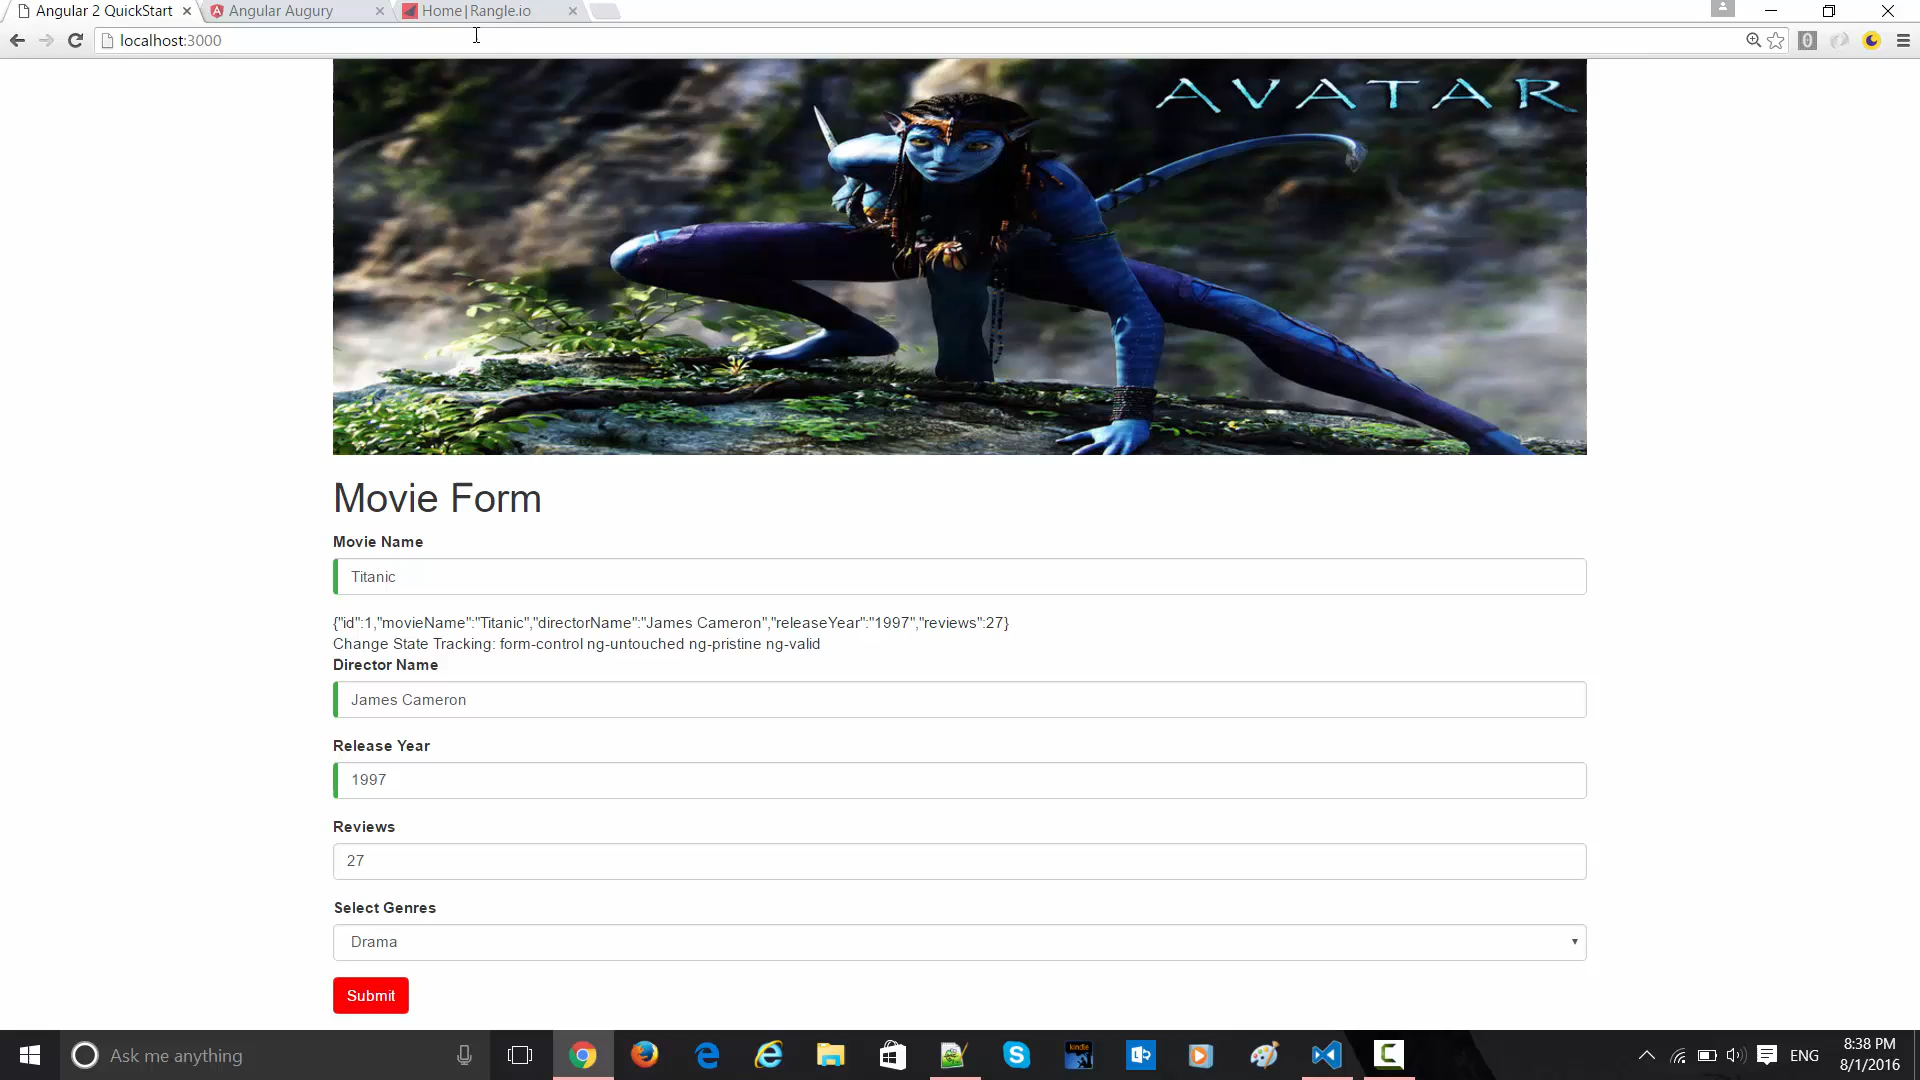 Angular 2 QuickStart
Angular Augury
Home|Rangle.io
localhost:3000
AVATAR
Movie Form
Movie Name
Titanic
{"id":1,"movieName":"Titanic","directorName":"James Cameron","releaseYear":"1997","reviews":27}
Change State Tracking: form-control ng-untouched ng-pristine ng-valid
Director Name
James Cameron
Release Year
1997
Reviews
27
Select Genres
Drama
Submit
Ask me anything
kindle
ENG
8:38 PM
8/1/2016